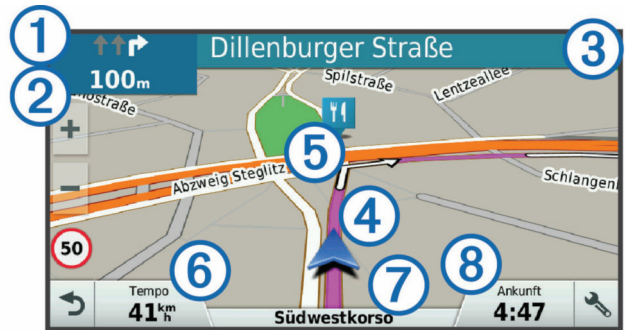 1
Dillenburger Straße
3
100m
2
Spilstraße
Lentzeallee
straße
+
5
Abzweig Steglitz
Schlangen
−
4
50
6
7
8
Tempo
41 km/h
Südwestkorso
Ankunft
4:47